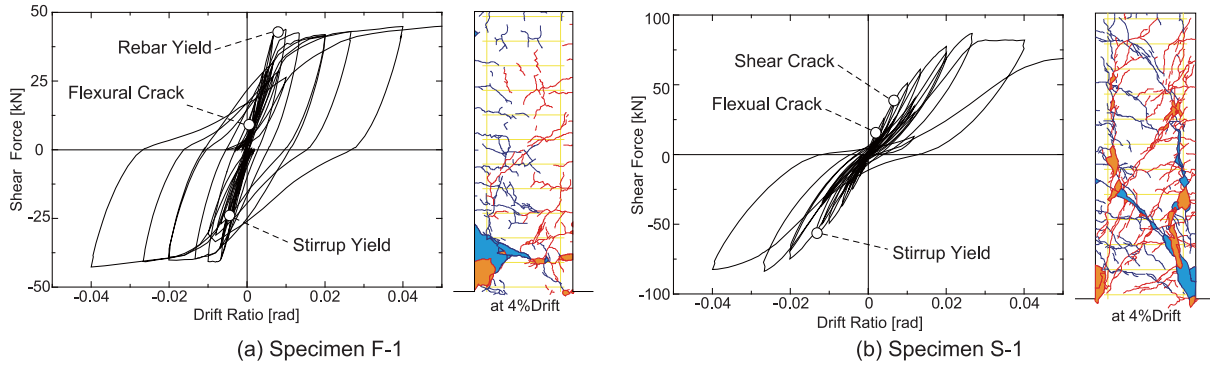 50
25
0
-25
-50
Shear Force [kN]
Rebar Yield
Flexural Crack
Stirrup Yield
-0.04 -0.02 0 0.02 0.04
Drift Ratio [rad]
at 4%Drift
(a) Specimen F-1
100
50
0
-50
-100
Shear Force [kN]
Shear Crack
Flexual Crack
Stirrup Yield
-0.04 -0.02 0 0.02 0.04
Drift Ratio [rad]
at 4%Drift
(b) Specimen S-1